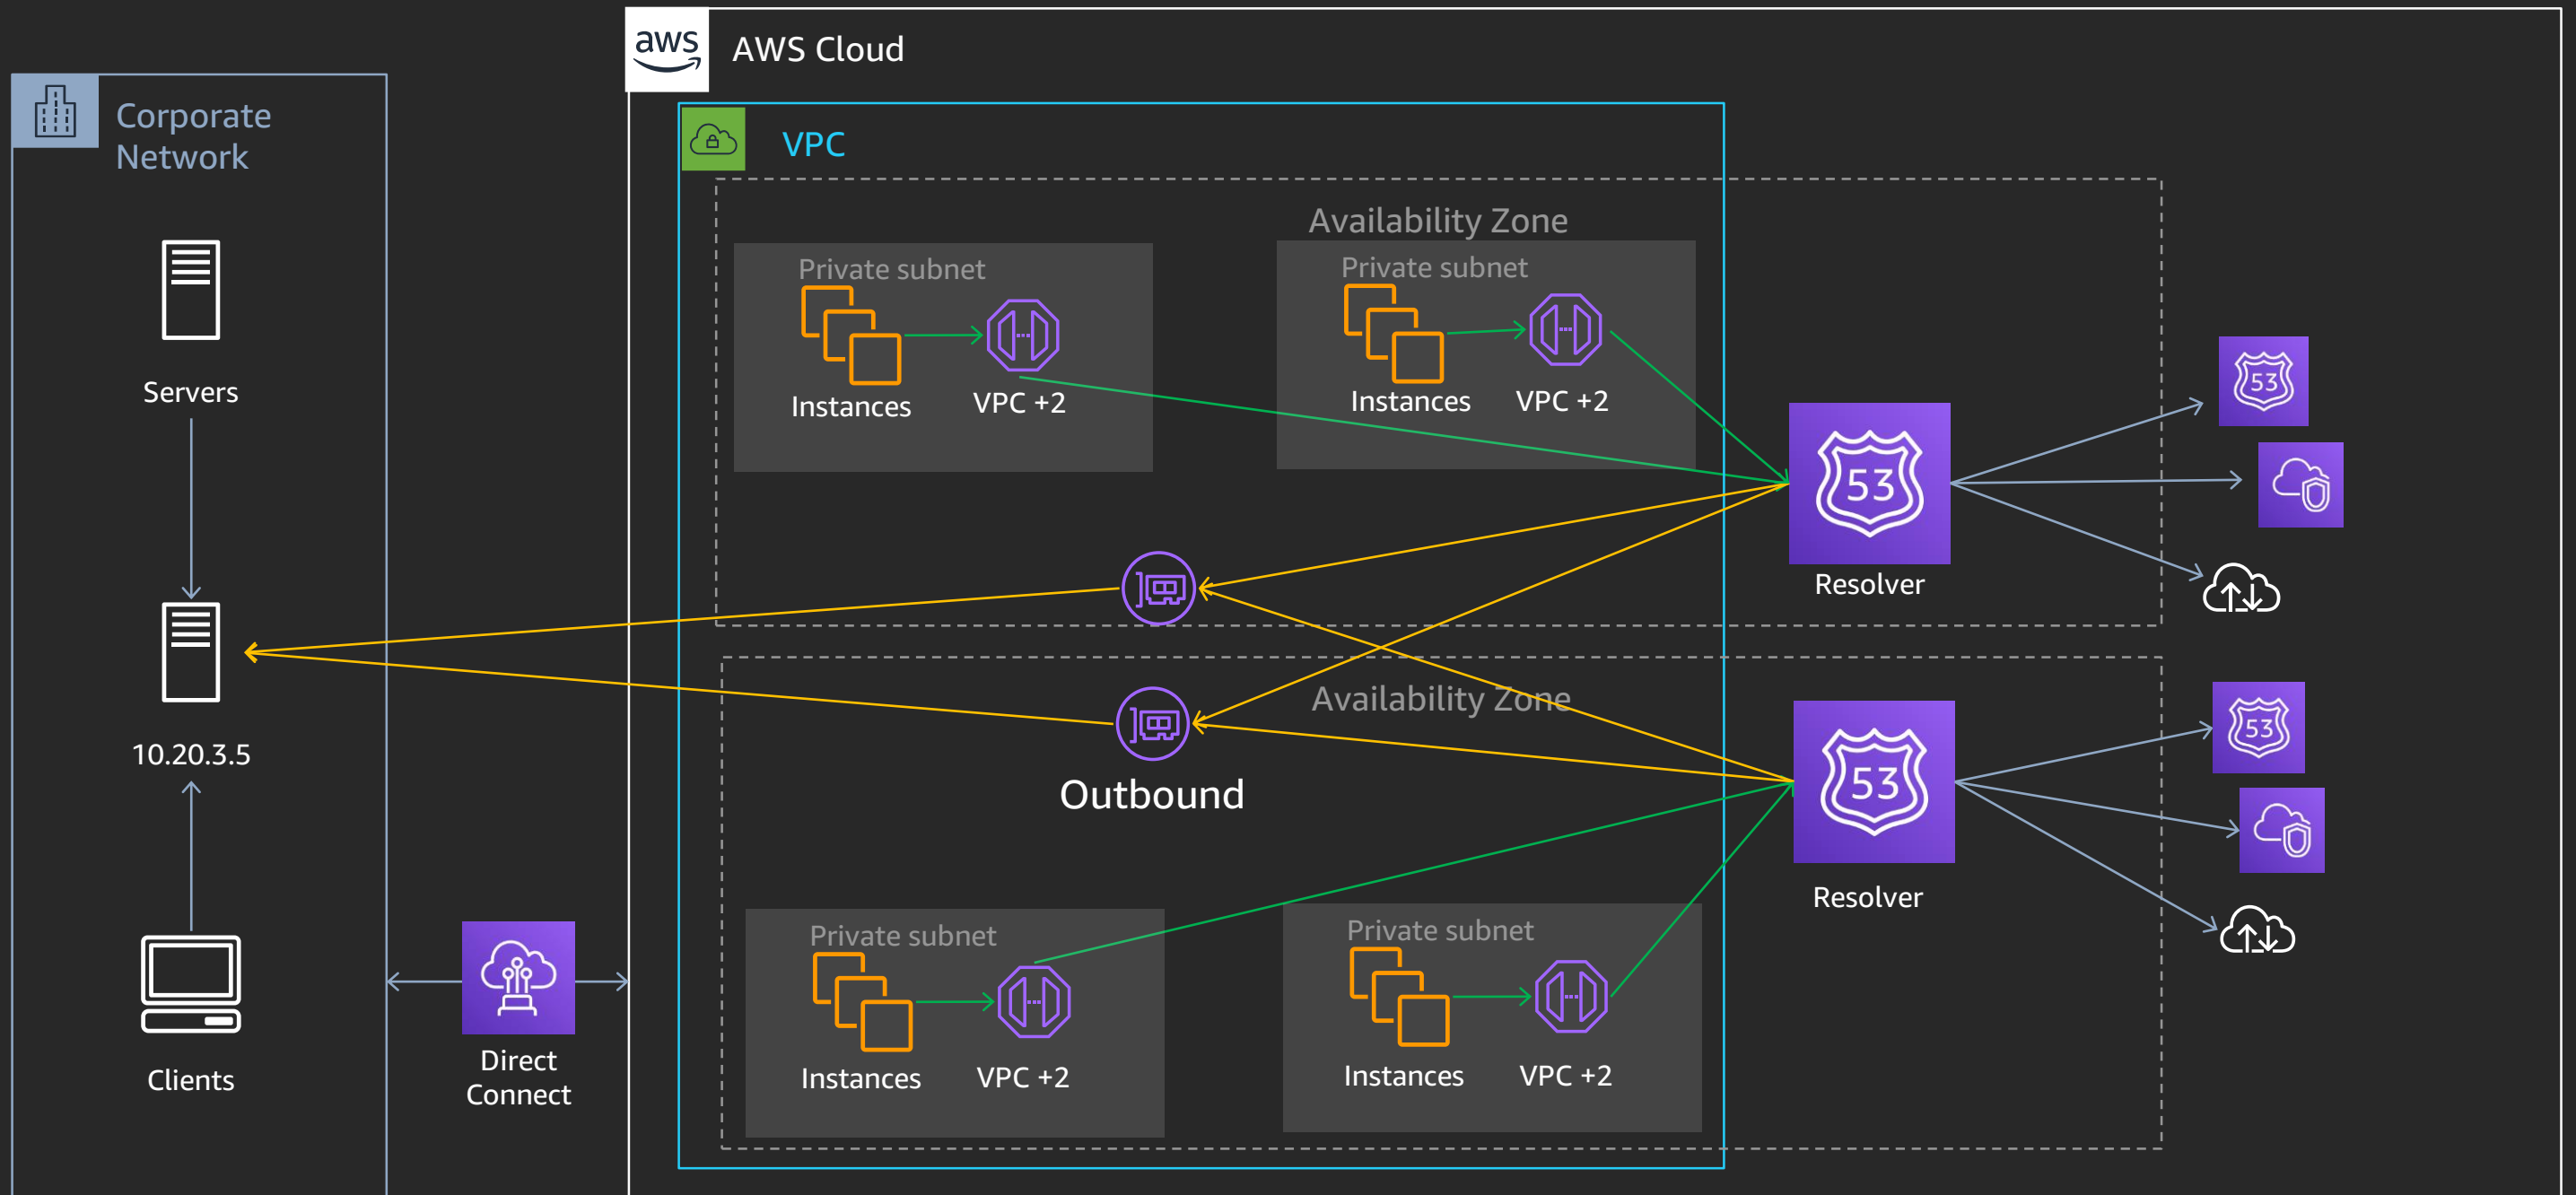 aws
AWS Cloud
Corporate
Network
VPC
Availability Zone
Private subnet
Private subnet
Servers
Instances
VPC +2
Instances
VPC +2
53
53
Resolver
10.20.3.5
Availability Zone
Outbound
53
53
Resolver
Private subnet
Private subnet
Clients
Direct
Connect
Instances
VPC +2
Instances
VPC +2